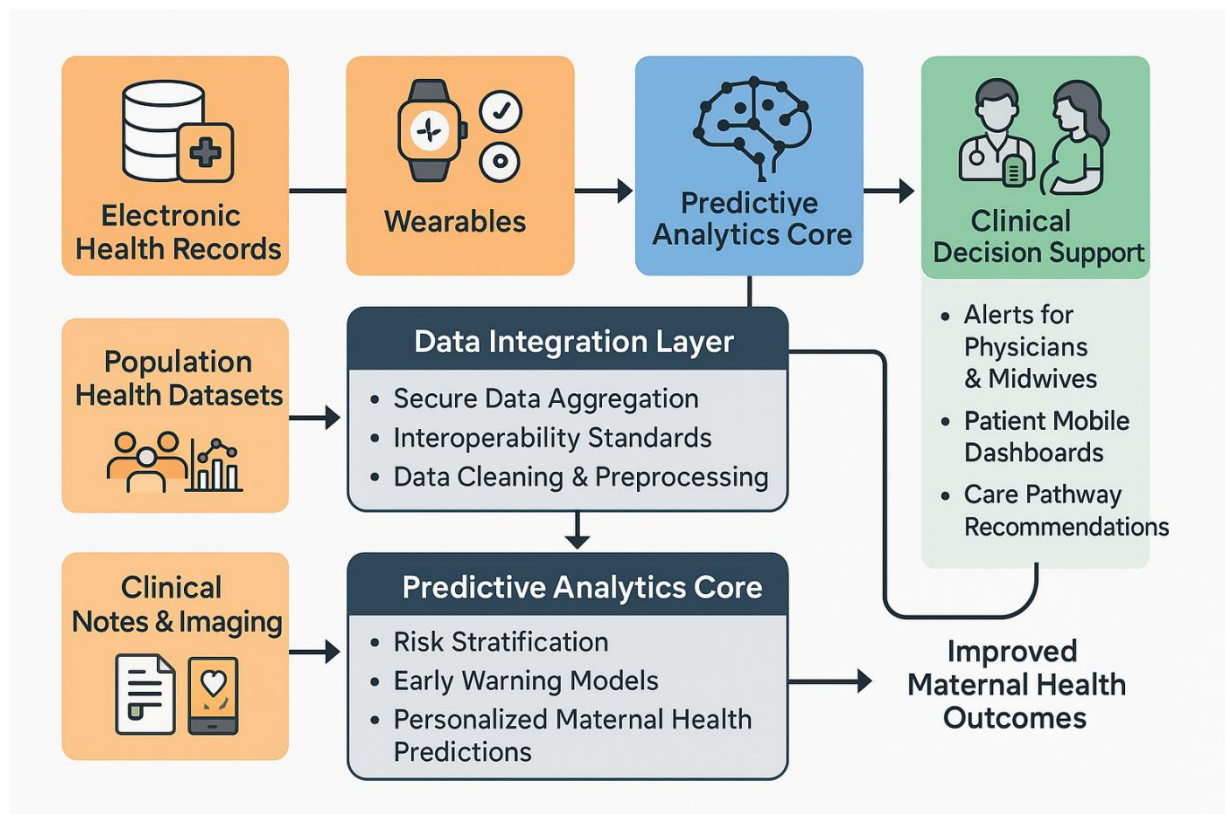 Electronic
Health Records
Wearables
Predictive
Analytics Core
Clinical
Decision Support
• Alerts for
Physicians
& Midwives
• Patient Mobile
Dashboards
• Care Pathway
Recommendations
Population
Health Datasets
Data Integration Layer
• Secure Data Aggregation
• Interoperability Standards
• Data Cleaning & Preprocessing
Clinical
Notes & Imaging
Predictive Analytics Core
• Risk Stratification
• Early Warning Models
• Personalized Maternal Health
Predictions
Improved
Maternal Health
Outcomes